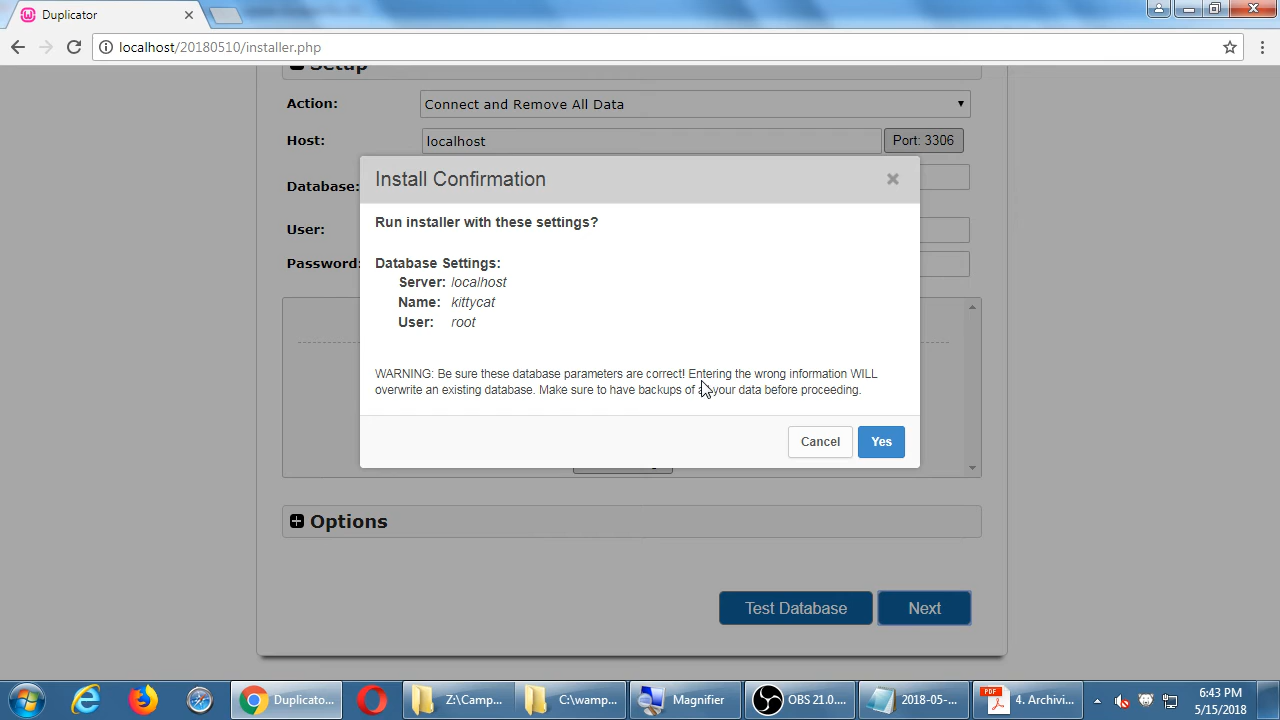 Duplicator
localhost/20180510/installer.php
Setup
Action:
Connect and Remove All Data
Host:
localhost
Port: 3306
Install Confirmation
Database:
Run installer with these settings?
User:
Password:
Database Settings:
Server: localhost
Name: kittycat
User: root
WARNING: Be sure these database parameters are correct! Entering the wrong information WILL
overwrite an existing database. Make sure to have backups of your data before proceeding.
Cancel
Yes
Options
Test Database
Next
Duplicato...
Z:\Camp...
C:\wamp...
Magnifier
OBS 21.0....
2018-05-...
PDF
4. Archivi...
6:43 PM
5/15/2018